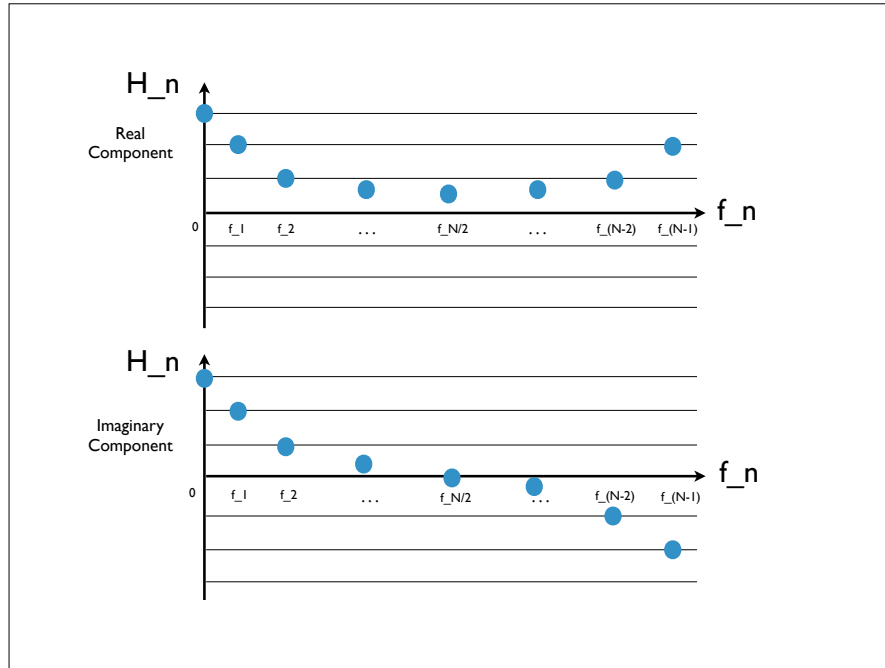 H_n
Real
Component
f_n
0
f_1 f_2 ... f_N/2 ... f_(N-2) f_(N-1)
H_n
Imaginary
Component
f_n
0
f_1 f_2 ... f_N/2 ... f_(N-2) f_(N-1)